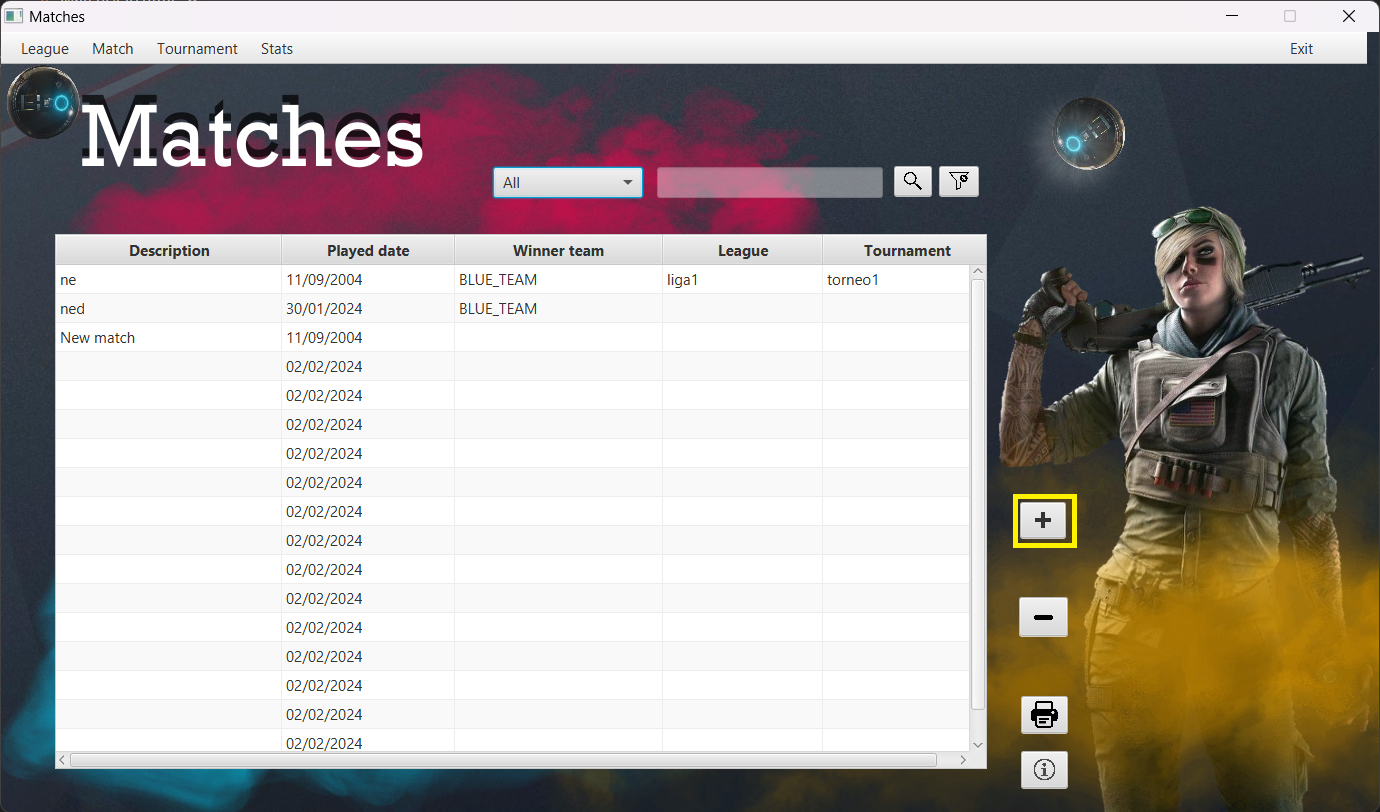 Matches
League Match Tournament Stats Exit
Matches
All
Description Played date Winner team League Tournament
ne 11/09/2004 BLUE_TEAM liga1 torneo1
ned 30/01/2024 BLUE_TEAM
New match 11/09/2004
02/02/2024
02/02/2024
02/02/2024
02/02/2024
02/02/2024
02/02/2024
02/02/2024
02/02/2024
02/02/2024
02/02/2024
02/02/2024
02/02/2024
02/02/2024
02/02/2024